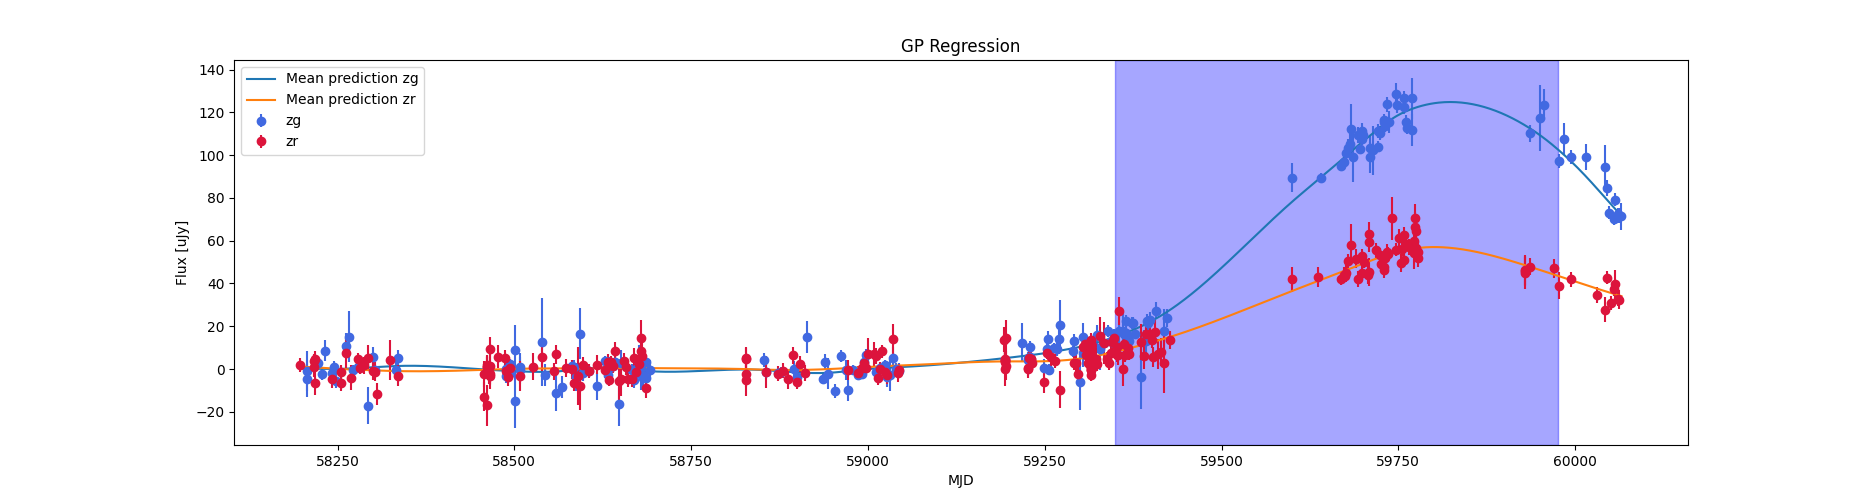 GP Regression
Mean prediction zg
Mean prediction zr
zg
zr
Flux [uJy]
140
120
100
80
60
40
20
0
−20
58250 58500 58750 59000 59250 59500 59750 60000
MJD